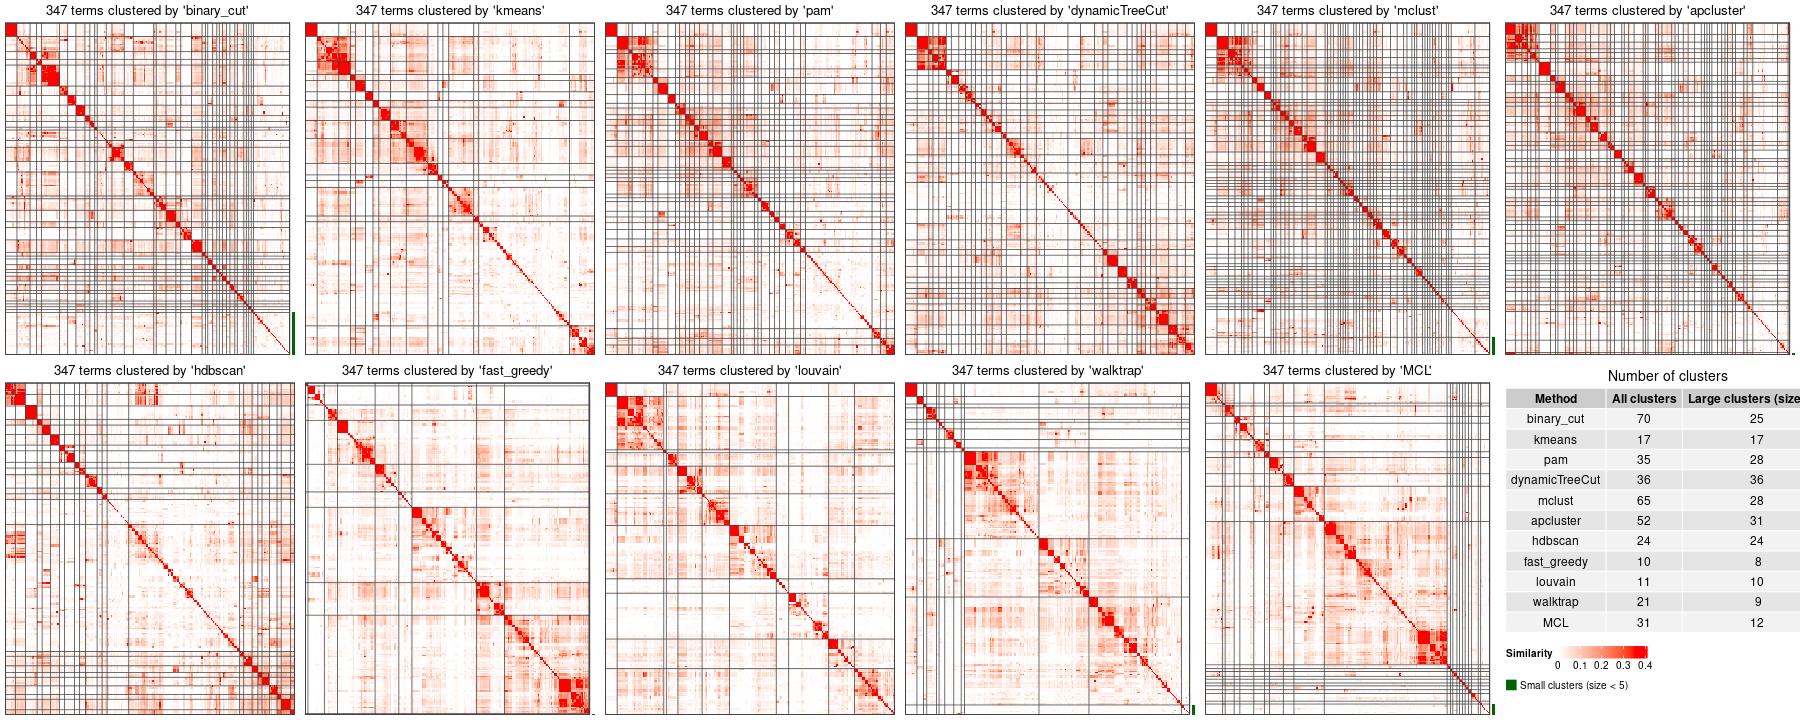 347 terms clustered by 'binary_cut'
347 terms clustered by 'kmeans'
347 terms clustered by 'pam'
347 terms clustered by 'dynamicTreeCut'
347 terms clustered by 'mclust'
347 terms clustered by 'apcluster'
347 terms clustered by 'hdbscan'
347 terms clustered by 'fast_greedy'
347 terms clustered by 'louvain'
347 terms clustered by 'walktrap'
347 terms clustered by 'MCL'
Number of clusters
Method All clusters Large clusters (size
binary_cut 70 25
kmeans 17 17
pam 35 28
dynamicTreeCut 36 36
mclust 65 28
apcluster 52 31
hdbscan 24 24
fast_greedy 10 8
louvain 11 10
walktrap 21 9
MCL 31 12
Similarity
0 0.1 0.2 0.3 0.4
Small clusters (size < 5)